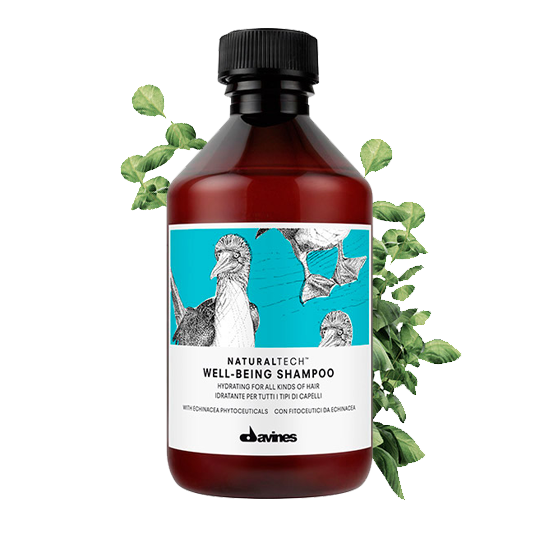 NATURALTECH™
WELL-BEING SHAMPOO
HYDRATING FOR ALL KINDS OF HAIR
IDRATANTE PER TUTTI I TIPI DI CAPELLI
WITH ECHINACEA PHYTOCEUTICALS CON FITOCEUTICI DA ECHINACEA
davines